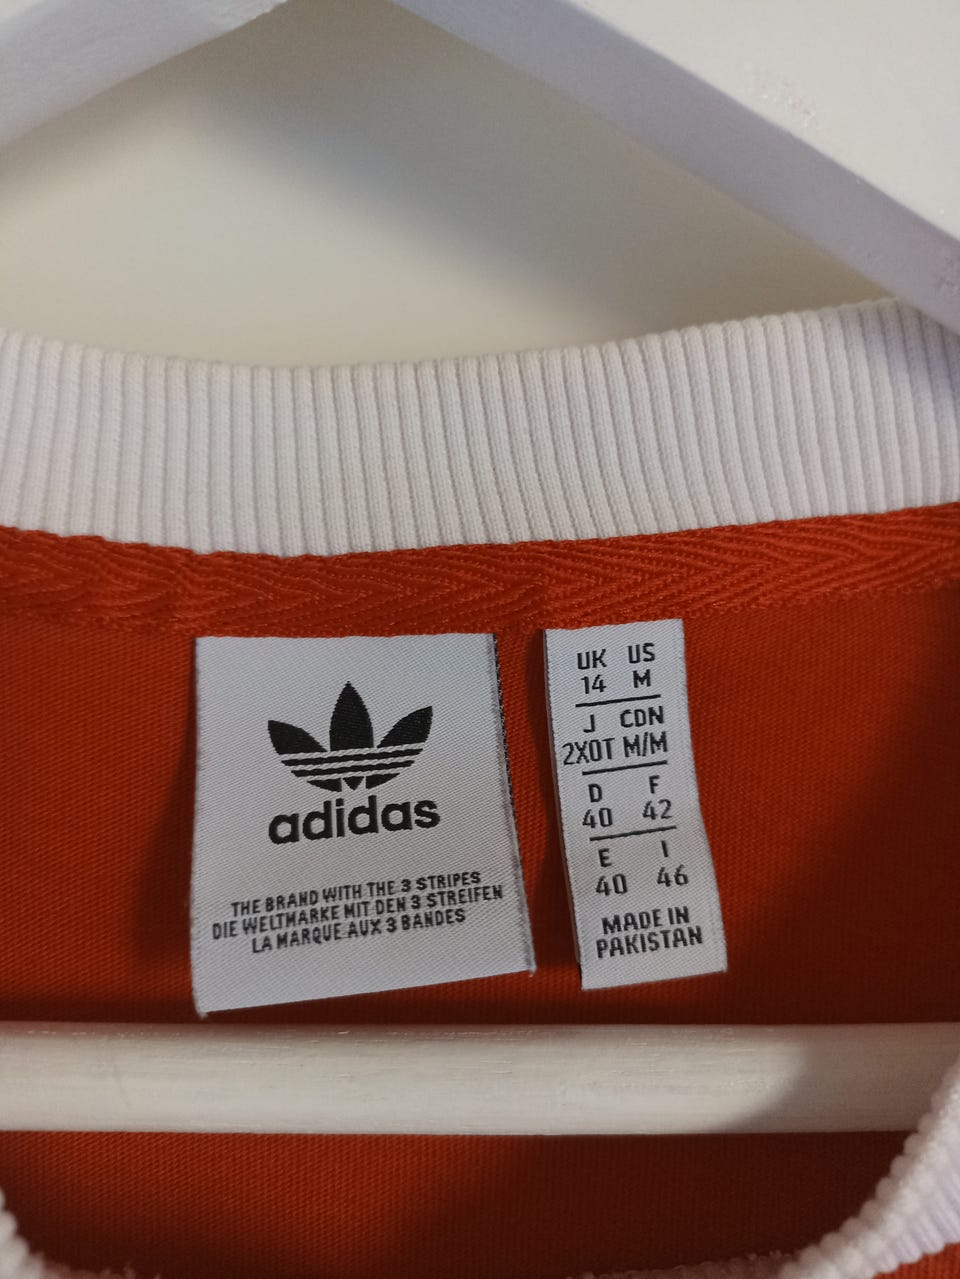 adidas
THE BRAND WITH THE 3 STRIPES
DIE WELTMARKE MIT DEN 3 STREIFEN
LA MARQUE AUX 3 BANDES
UK US
14 M
J CDN
2XOT M/M
D F
40 42
E I
40 46
MADE IN
PAKISTAN